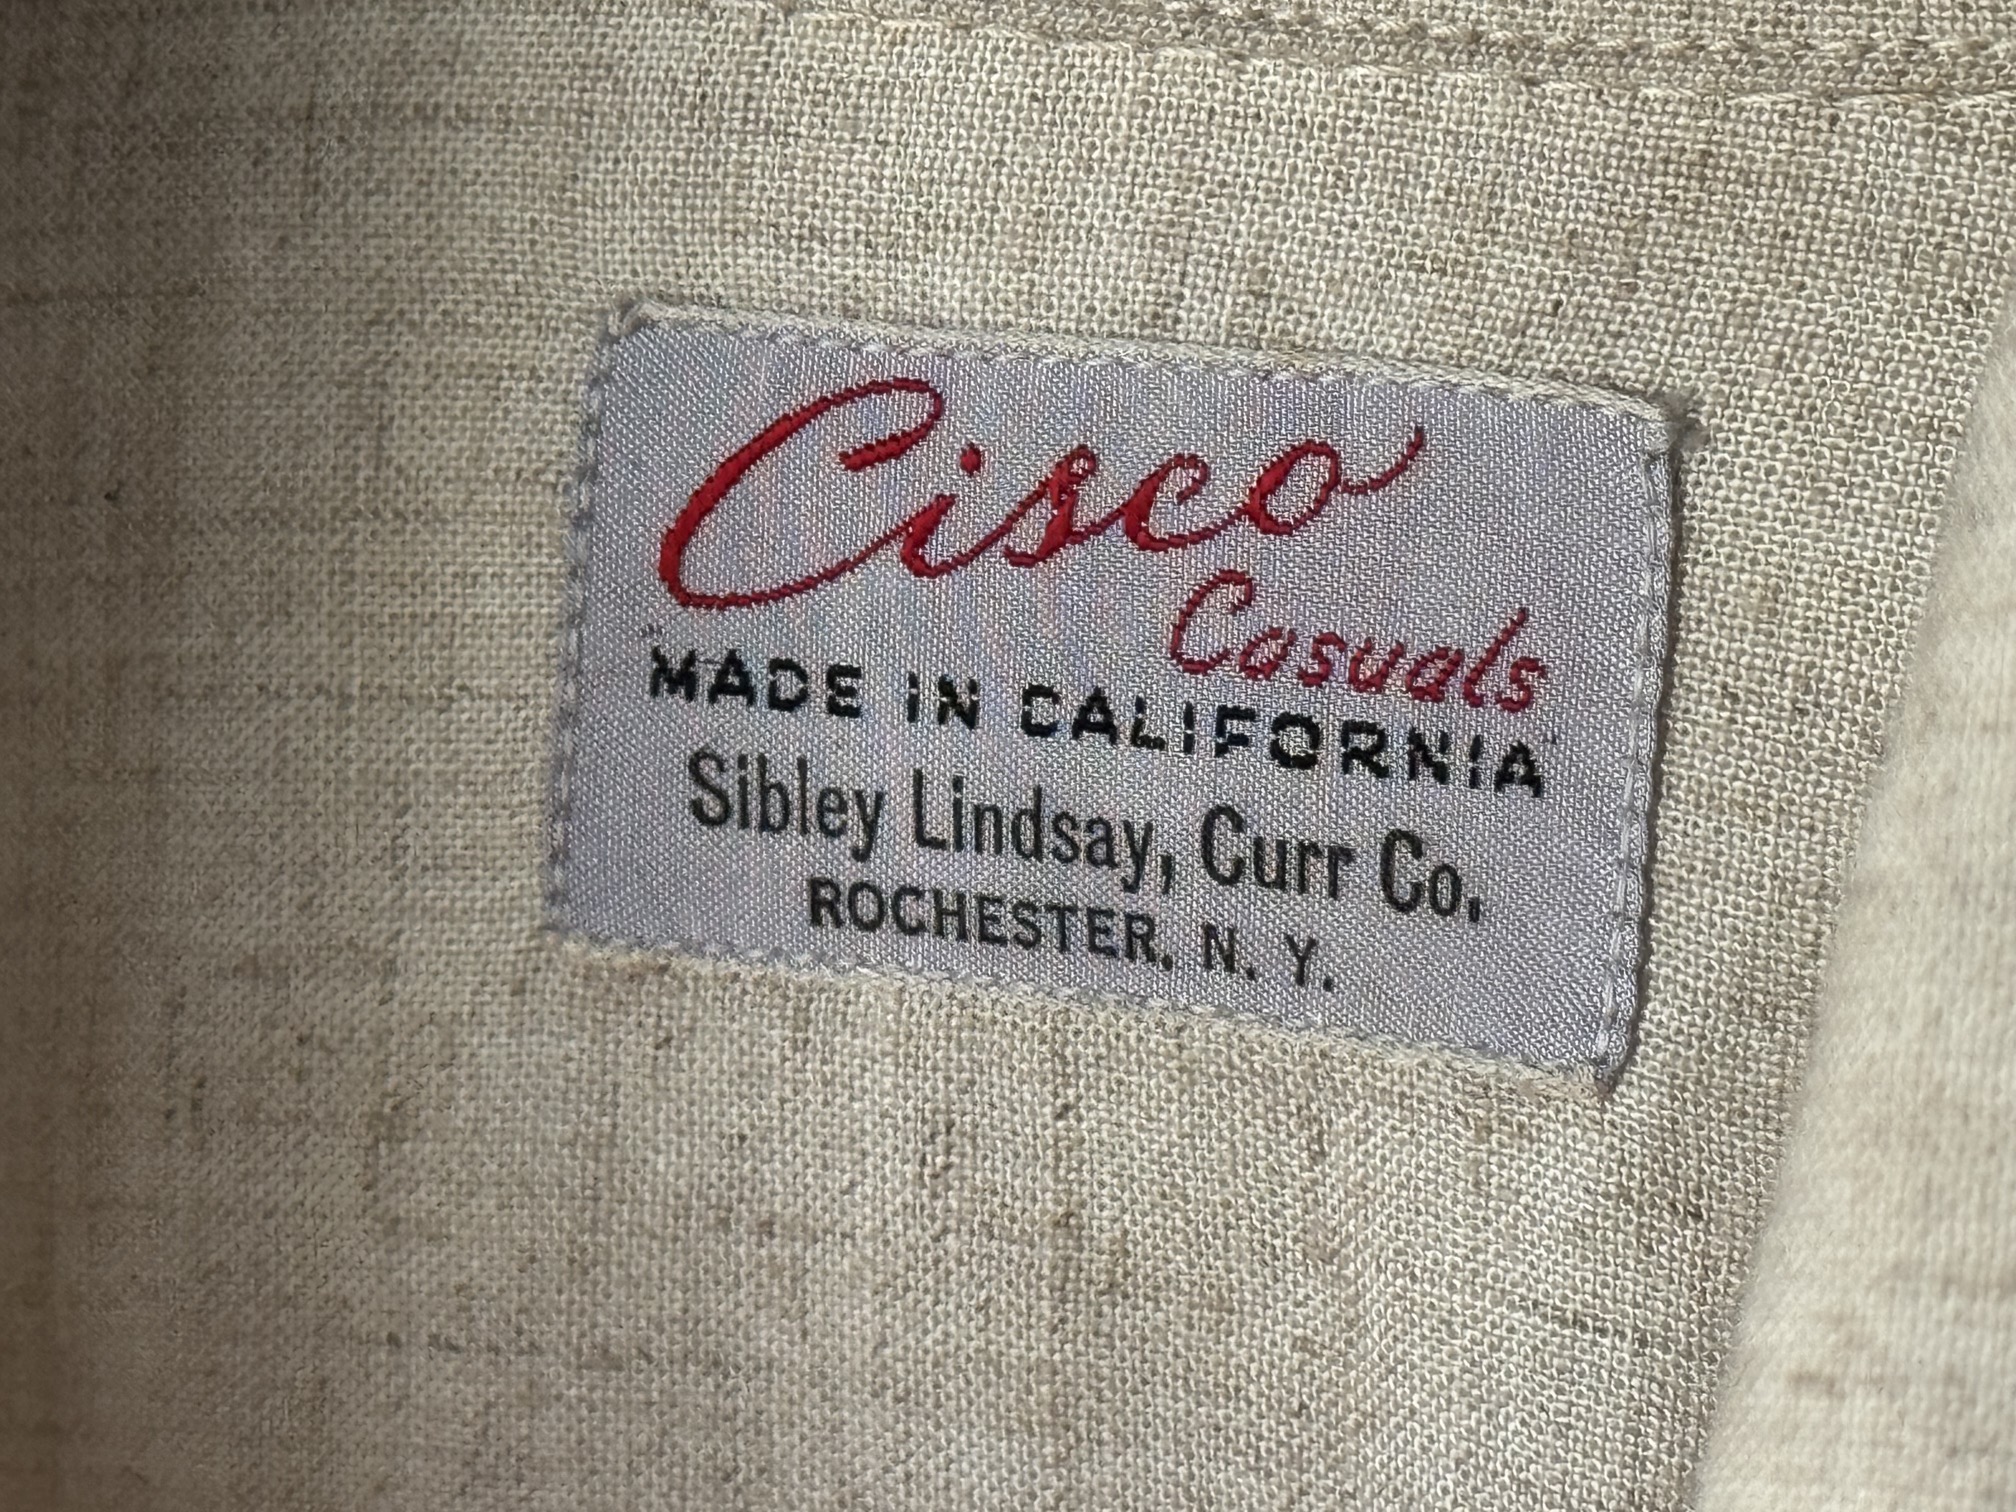 Cisco
Casuals
MADE IN CALIFORNIA
Sibley Lindsay, Curr Co.
ROCHESTER, N. Y.